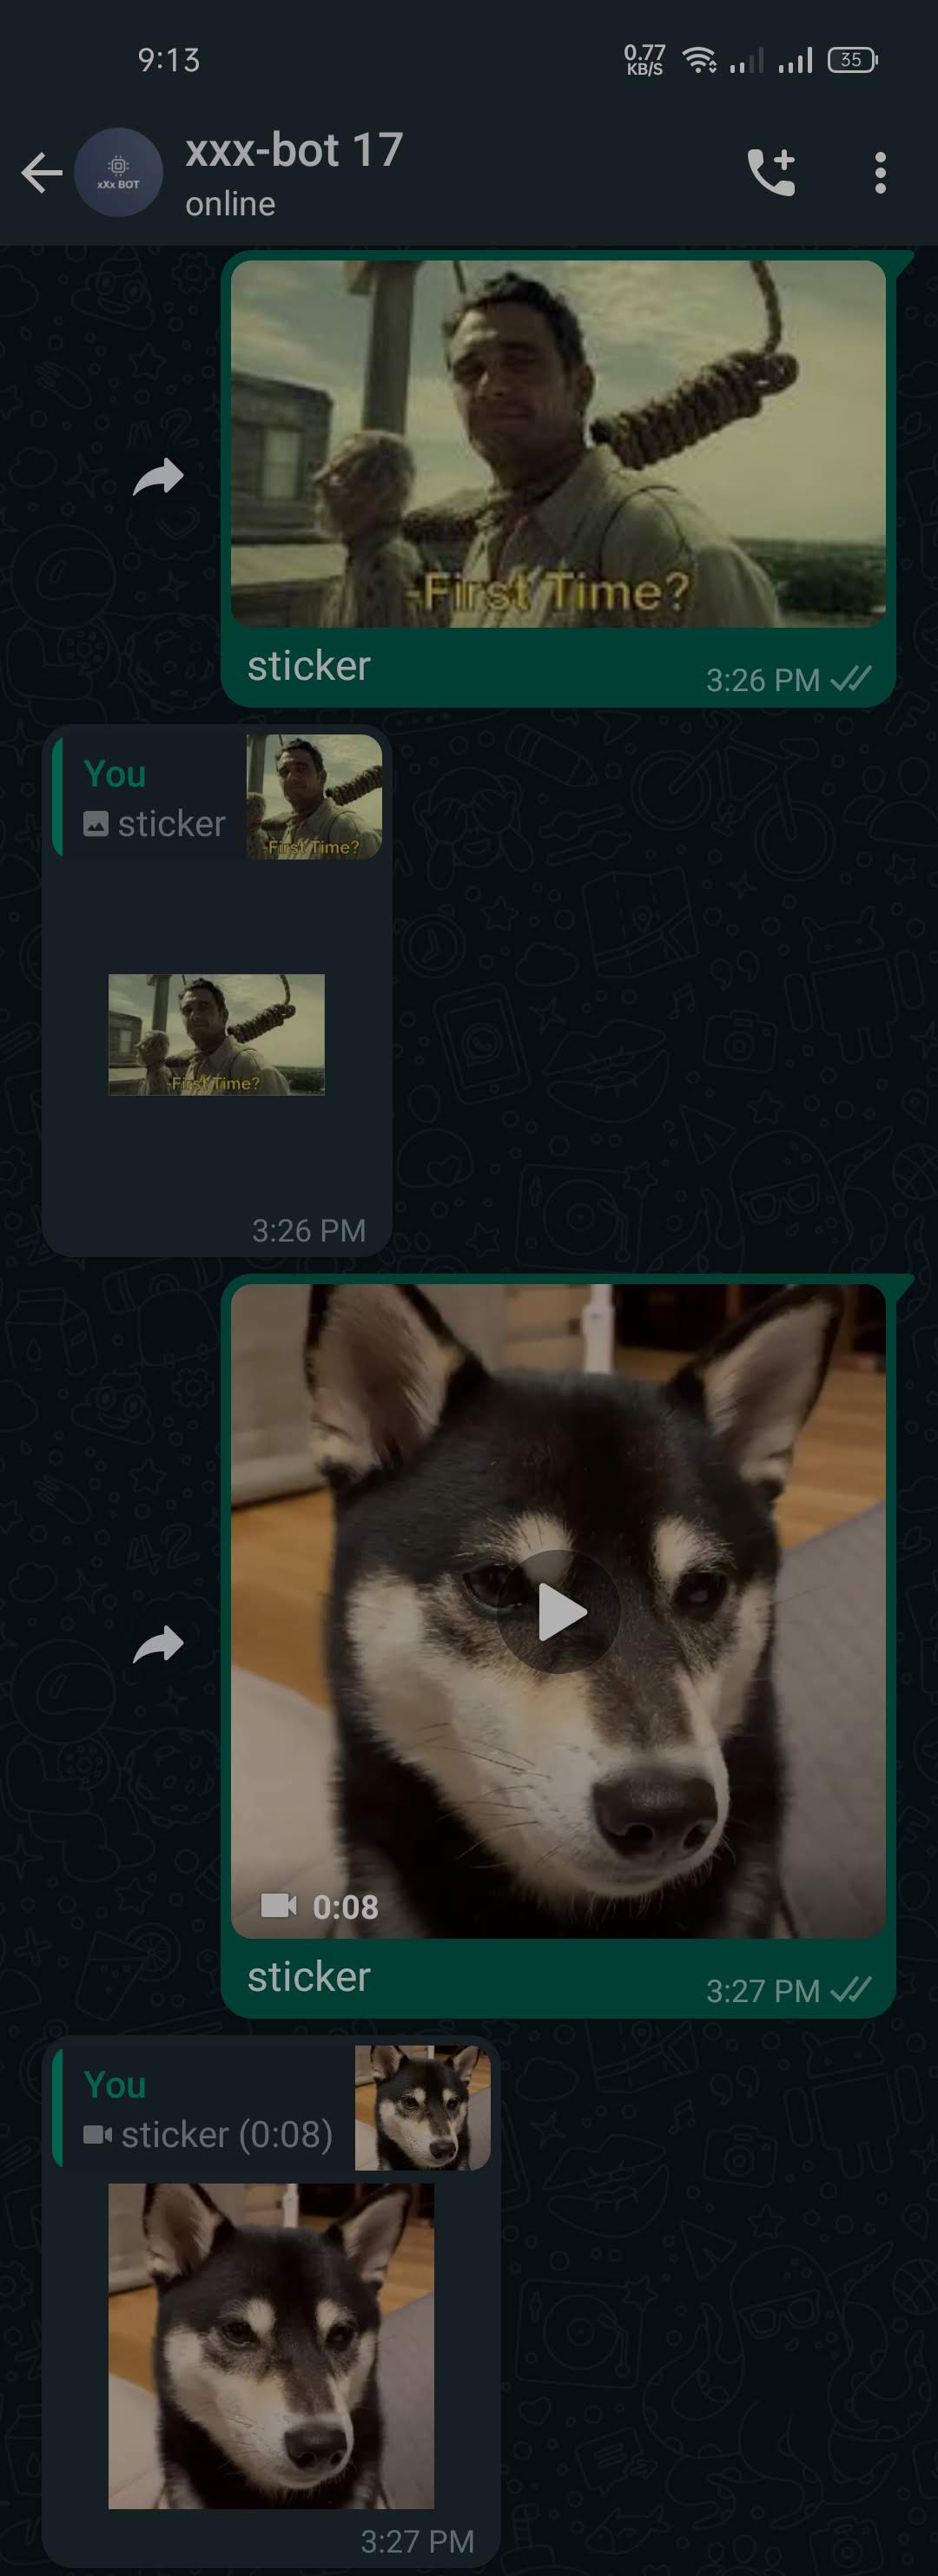 9:13
0.77
KB/S
35
xXx BOT
xxx-bot 17
online
-First Time?
sticker
3:26 PM
You
sticker
-First Time?
-First Time?
3:26 PM
0:08
sticker
3:27 PM
You
sticker (0:08)
3:27 PM